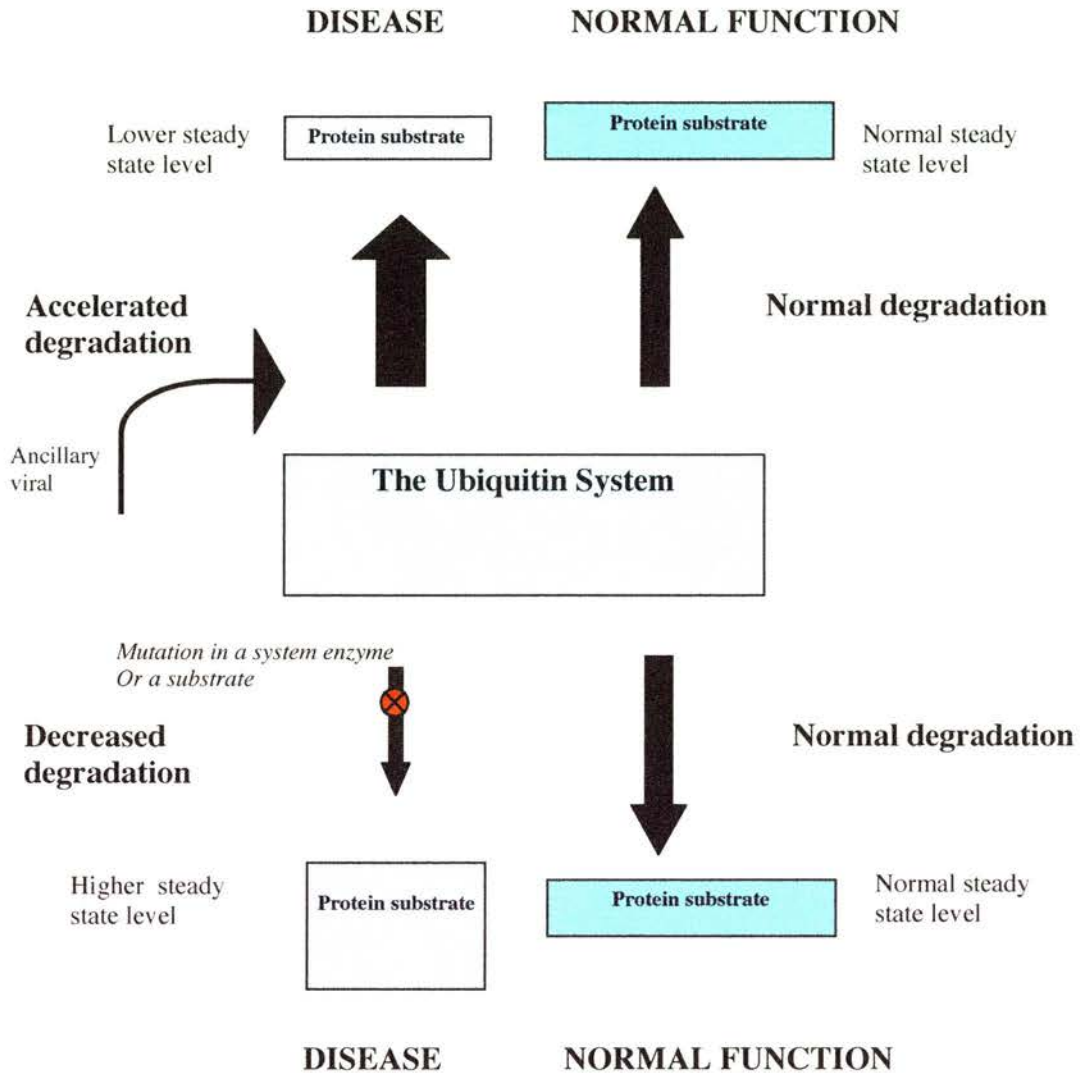 DISEASE NORMAL FUNCTION
Lower steady
state level
Protein substrate
Protein substrate
Normal steady
state level
Accelerated
degradation
Normal degradation
Ancillary
viral
The Ubiquitin System
Mutation in a system enzyme
Or a substrate
Decreased
degradation
Normal degradation
Higher steady
state level
Protein substrate
Protein substrate
Normal steady
state level
DISEASE NORMAL FUNCTION